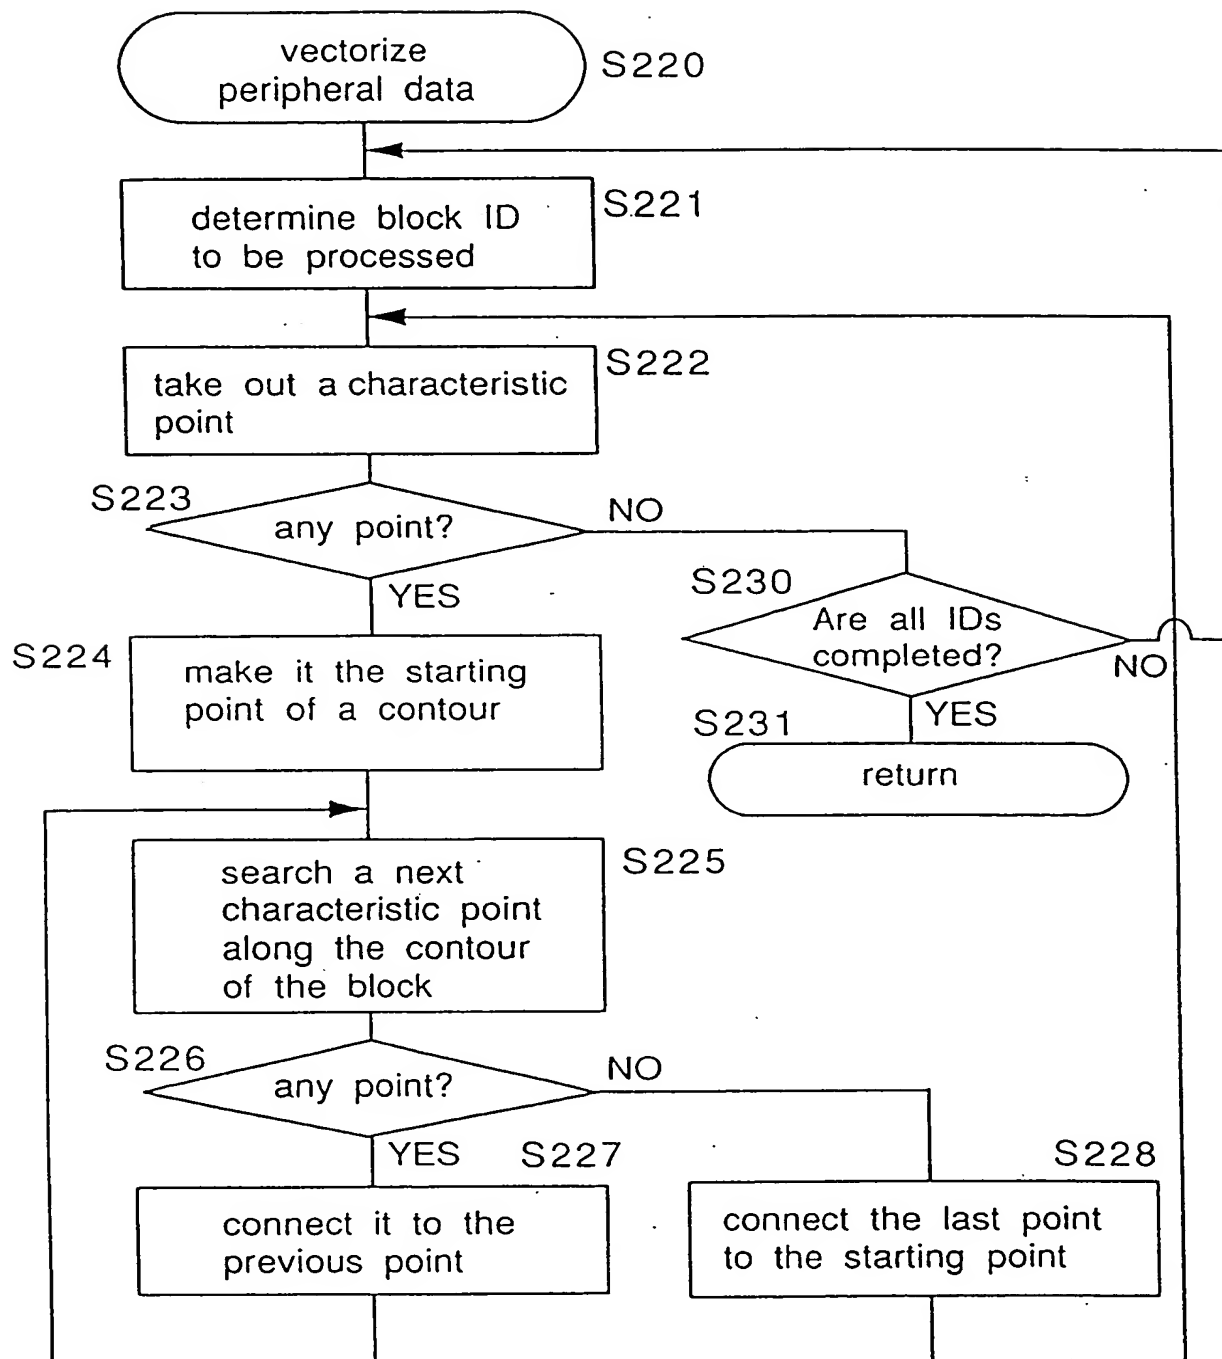 vectorize
peripheral data
S220
determine block ID
to be processed
S221
take out a characteristic
point
S222
S223
any point?
NO
YES
S230
Are all IDs
completed?
NO
YES
S224
make it the starting
point of a contour
S231
return
search a next
characteristic point
along the contour
of the block
S225
S226
any point?
NO
YES
S227
connect it to the
previous point
S228
connect the last point
to the starting point